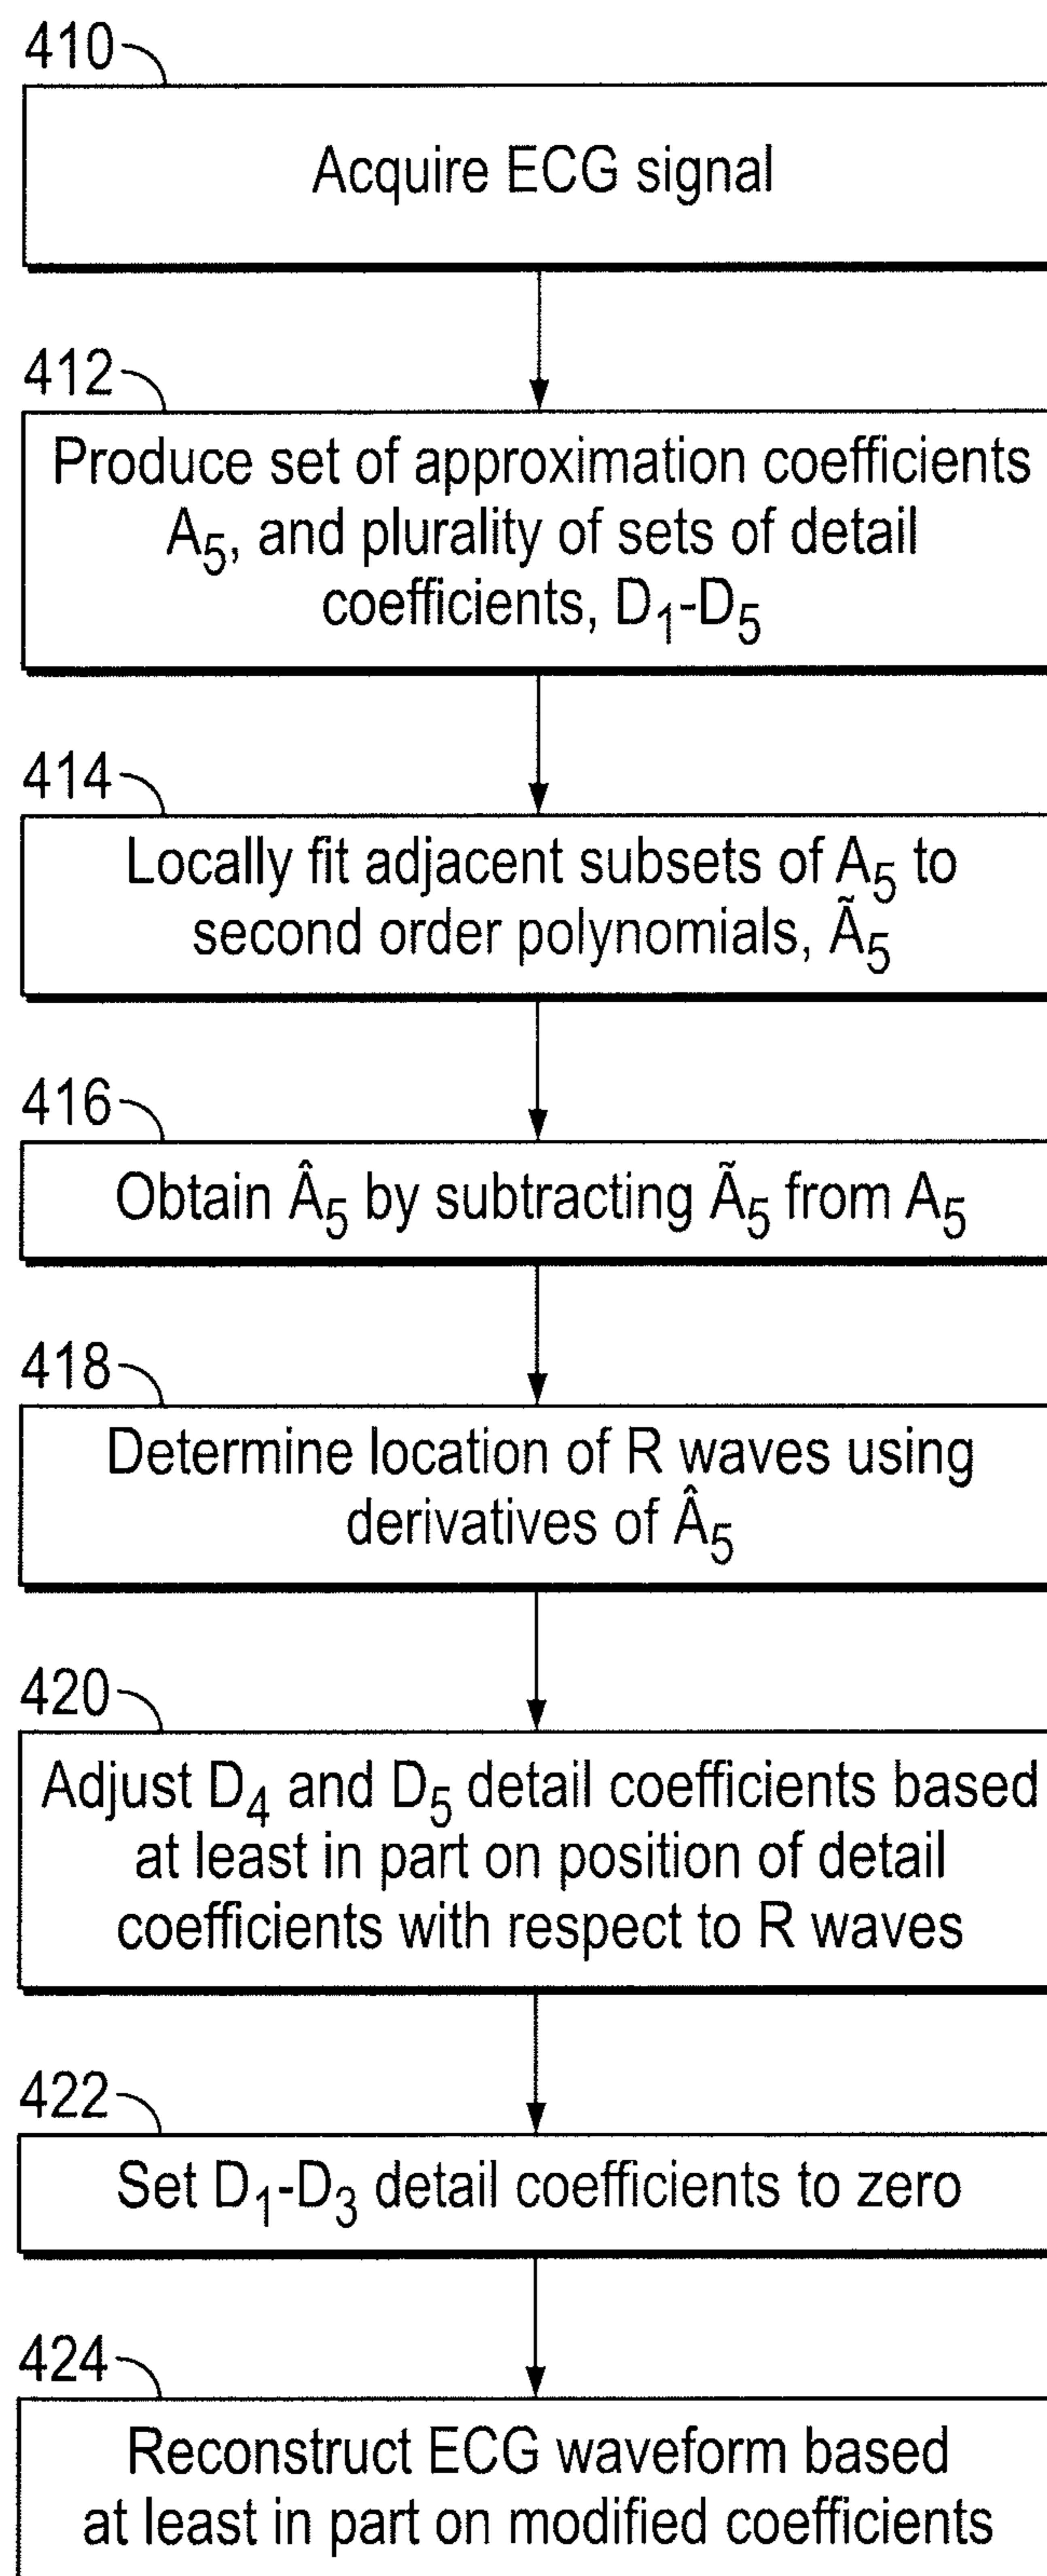 410
Acquire ECG signal
412
Produce set of approximation coefficients
A₅, and plurality of sets of detail
coefficients, D₁-D₅
414
Locally fit adjacent subsets of A₅ to
second order polynomials, Ã₅
416
Obtain Â₅ by subtracting Ã₅ from A₅
418
Determine location of R waves using
derivatives of Â₅
420
Adjust D₄ and D₅ detail coefficients based
at least in part on position of detail
coefficients with respect to R waves
422
Set D₁-D₃ detail coefficients to zero
424
Reconstruct ECG waveform based
at least in part on modified coefficients